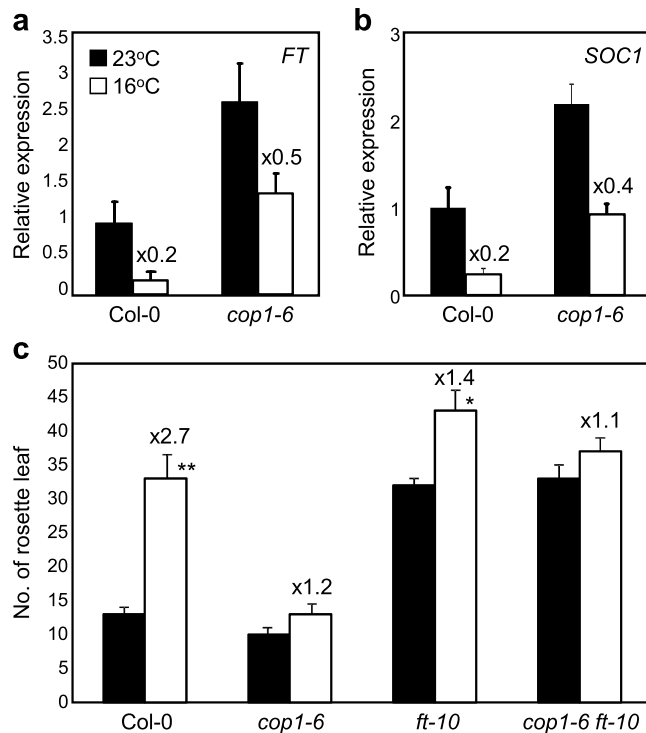 a
3.5
3
2.5
2
1.5
1
0.5
0
Relative expression
23°C
16°C
FT
x0.2
x0.5
Col-0
cop1-6
b
3
2
1
0
Relative expression
SOC1
x0.2
x0.4
Col-0
cop1-6
c
50
45
40
35
30
25
20
15
10
5
0
No. of rosette leaf
x2.7
**
x1.2
x1.4
*
x1.1
Col-0
cop1-6
ft-10
cop1-6 ft-10